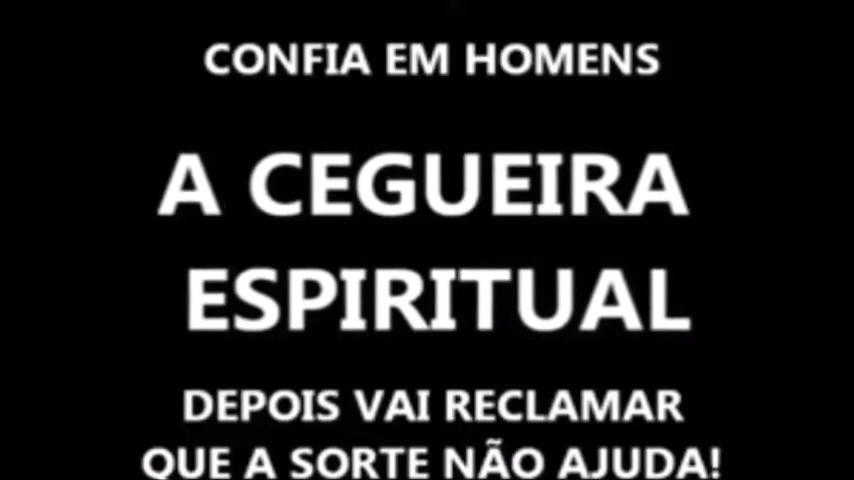 CONFIA EM HOMENS
A CEGUEIRA
ESPIRITUAL
DEPOIS VAI RECLAMAR
QUE A SORTE NÃO AJUDA!